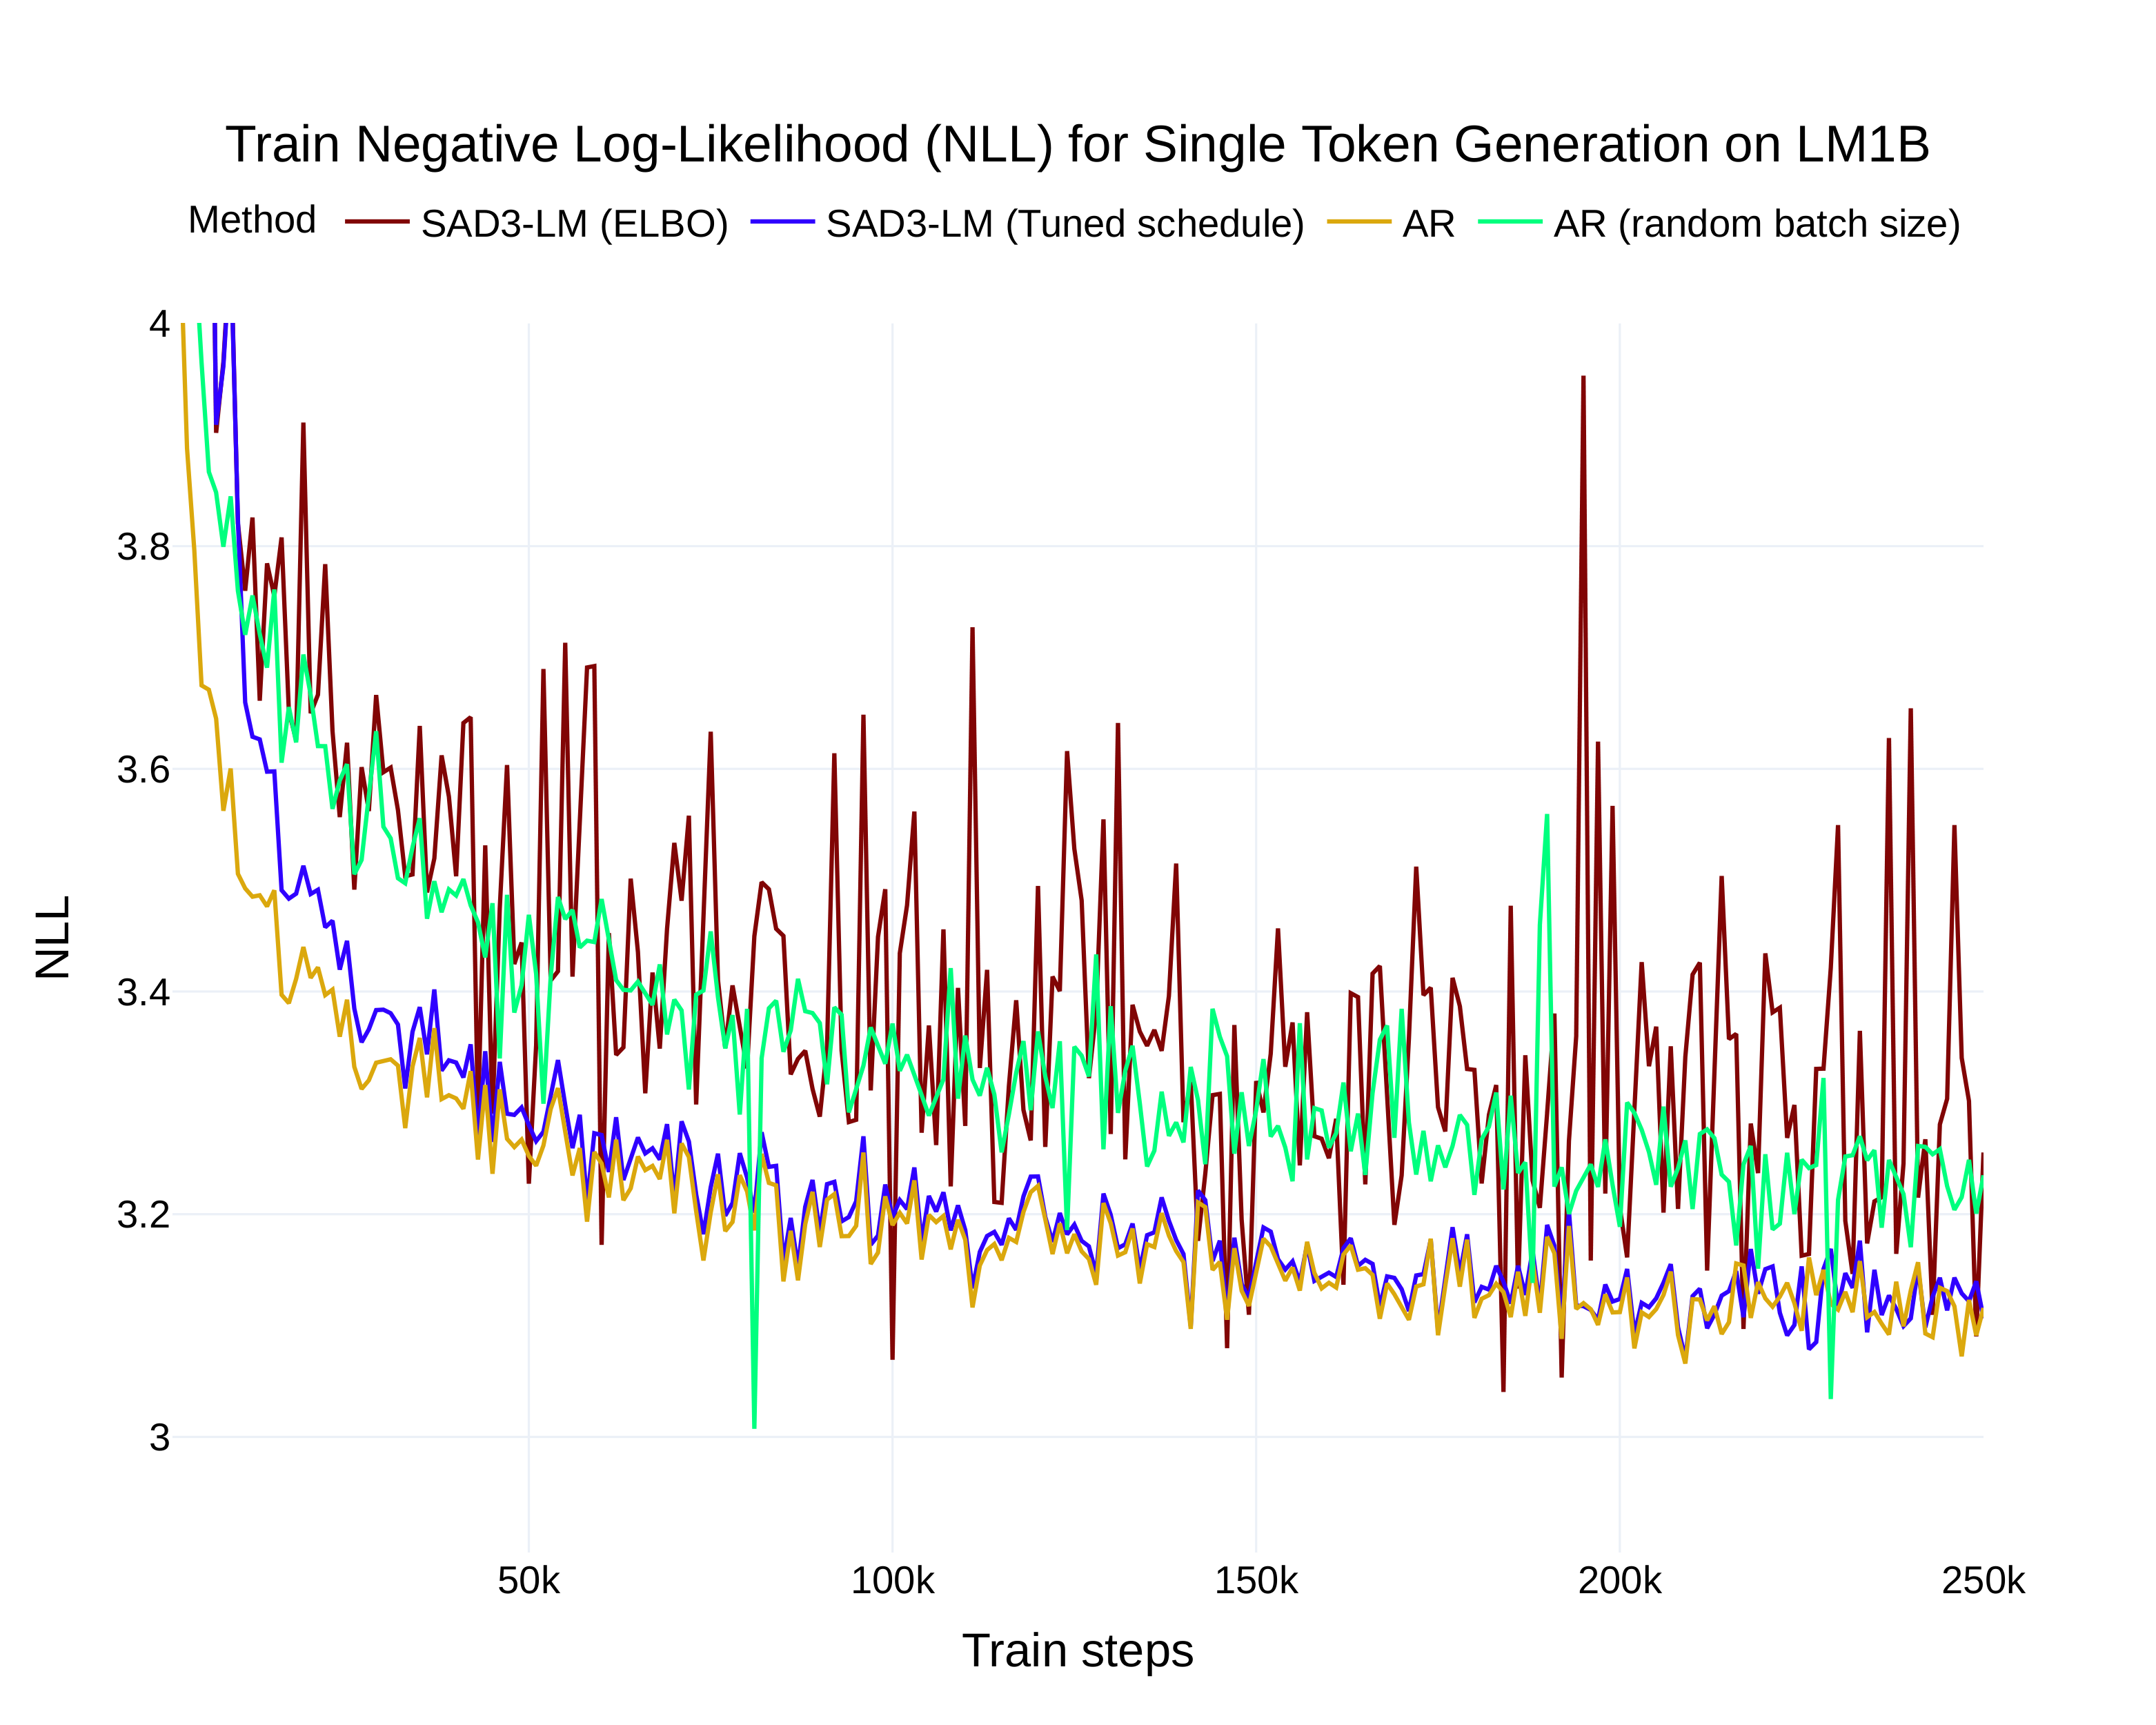 Train Negative Log-Likelihood (NLL) for Single Token Generation on LM1B
Method SAD3-LM (ELBO) SAD3-LM (Tuned schedule) AR AR (random batch size)
4
3.8
3.6
3.4
3.2
3
NLL
50k 100k 150k 200k 250k
Train steps